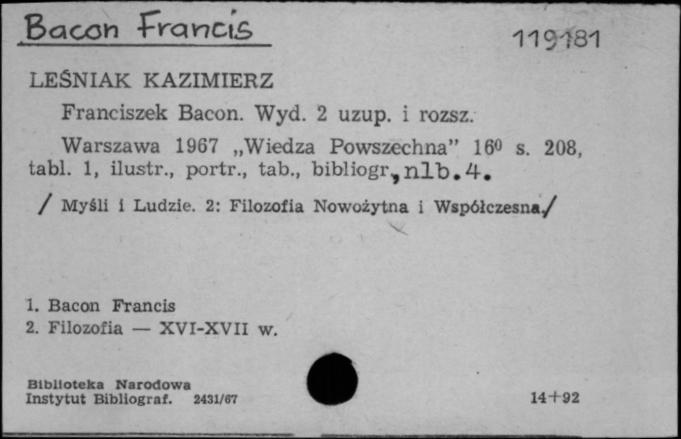 Bacon Francis
119181
LEŚNIAK KAZIMIERZ
Franciszek Bacon. Wyd. 2 uzup. i rozsz.
Warszawa 1967 „Wiedza Powszechna” 16⁰ s. 208,
tabl. 1, ilustr., portr., tab., bibliogr., nlb. 4.
/ Myśli i Ludzie. 2: Filozofia Nowożytna i Współczesna/
1. Bacon Francis
2. Filozofia — XVI-XVII w.
Biblioteka Narodowa
Instytut Bibliograf. 2431/67
14+92